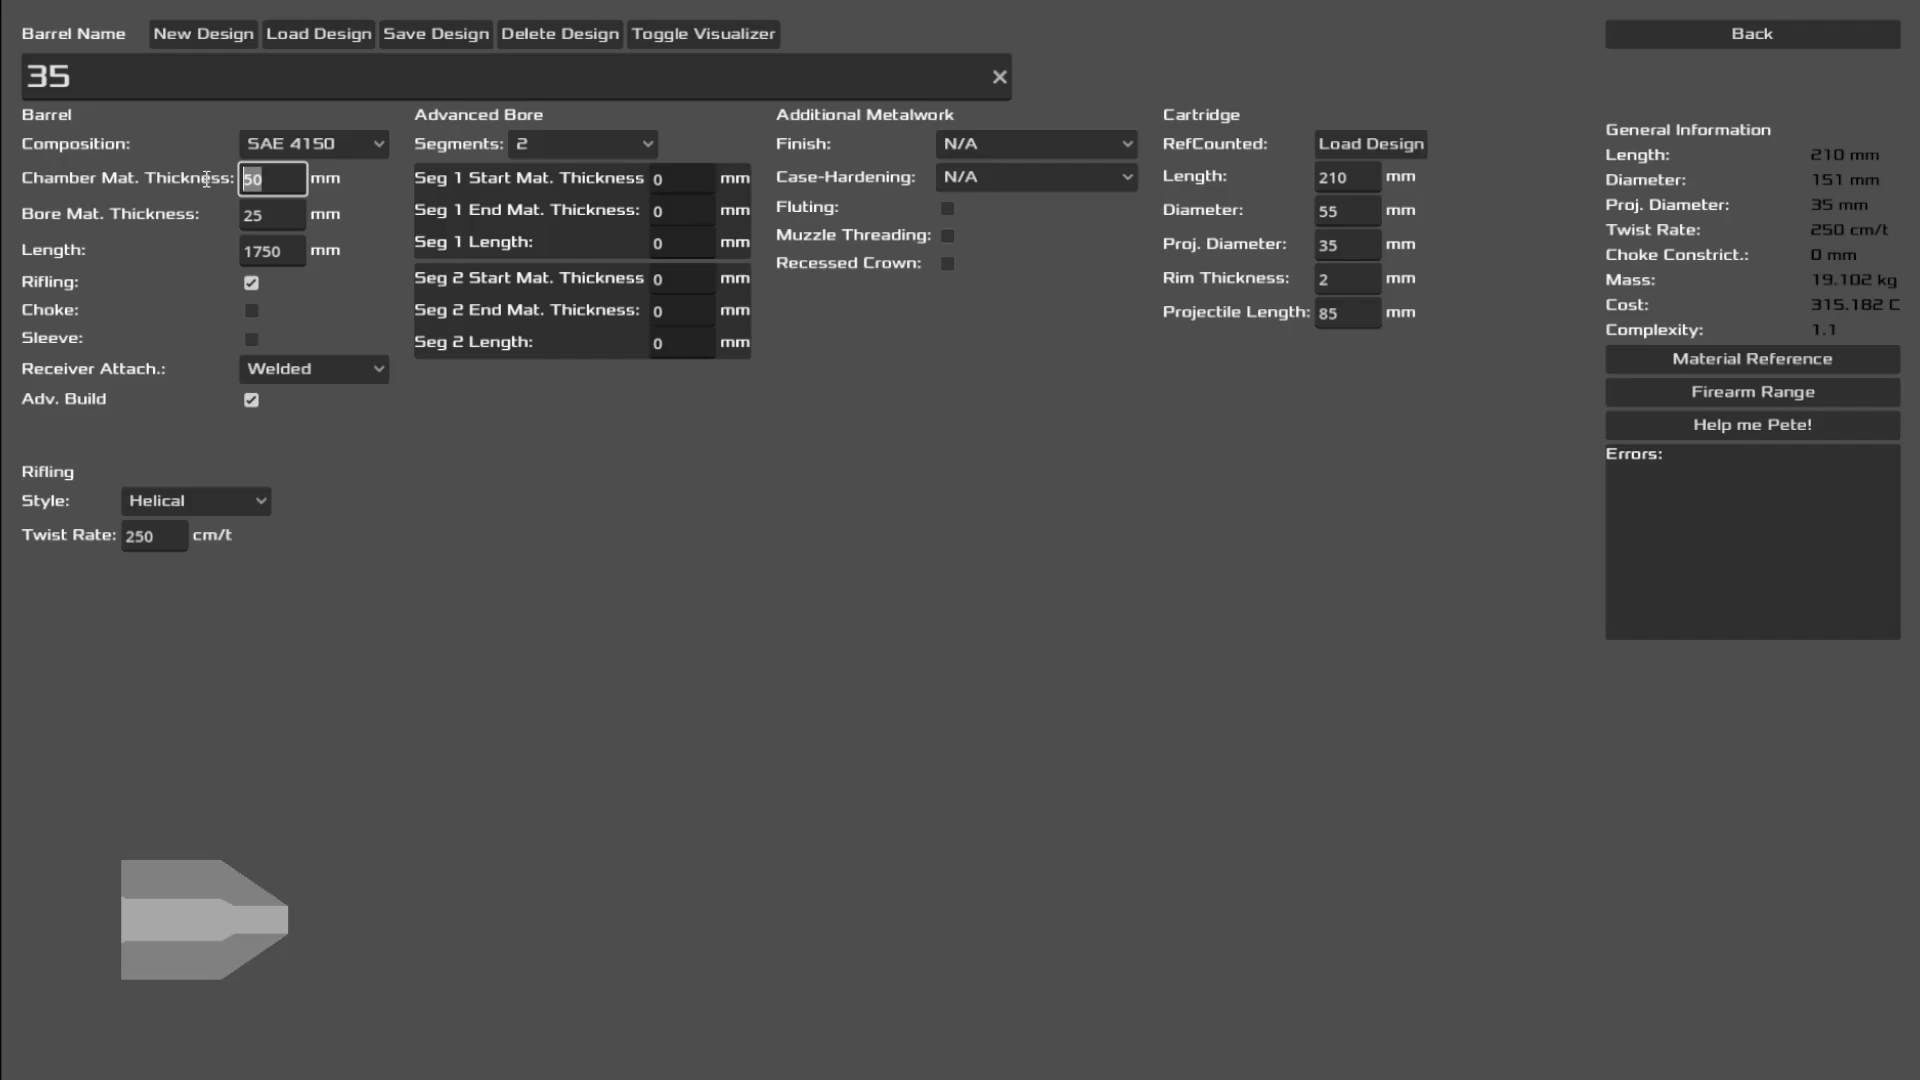 Barrel Name New Design Load Design Save Design Delete Design Toggle Visualizer Back
35
Barrel
Composition: SAE 4150
Chamber Mat. Thickness: 50 mm
Bore Mat. Thickness: 25 mm
Length: 1750 mm
Rifling:
Choke:
Sleeve:
Receiver Attach.: Welded
Adv. Build
Rifling
Style: Helical
Twist Rate: 250 cm/t
Advanced Bore
Segments: 2
Seg 1 Start Mat. Thickness 0 mm
Seg 1 End Mat. Thickness: 0 mm
Seg 1 Length: 0 mm
Seg 2 Start Mat. Thickness 0 mm
Seg 2 End Mat. Thickness: 0 mm
Seg 2 Length: 0 mm
Additional Metalwork
Finish: N/A
Case-Hardening: N/A
Fluting:
Muzzle Threading:
Recessed Crown:
Cartridge
RefCounted: Load Design
Length: 210 mm
Diameter: 55 mm
Proj. Diameter: 35 mm
Rim Thickness: 2 mm
Projectile Length: 85 mm
General Information
Length: 210 mm
Diameter: 151 mm
Proj. Diameter: 35 mm
Twist Rate: 250 cm/t
Choke Constrict.: 0 mm
Mass: 19.102 kg
Cost: 315.182 C
Complexity: 1.1
Material Reference
Firearm Range
Help me Pete!
Errors: